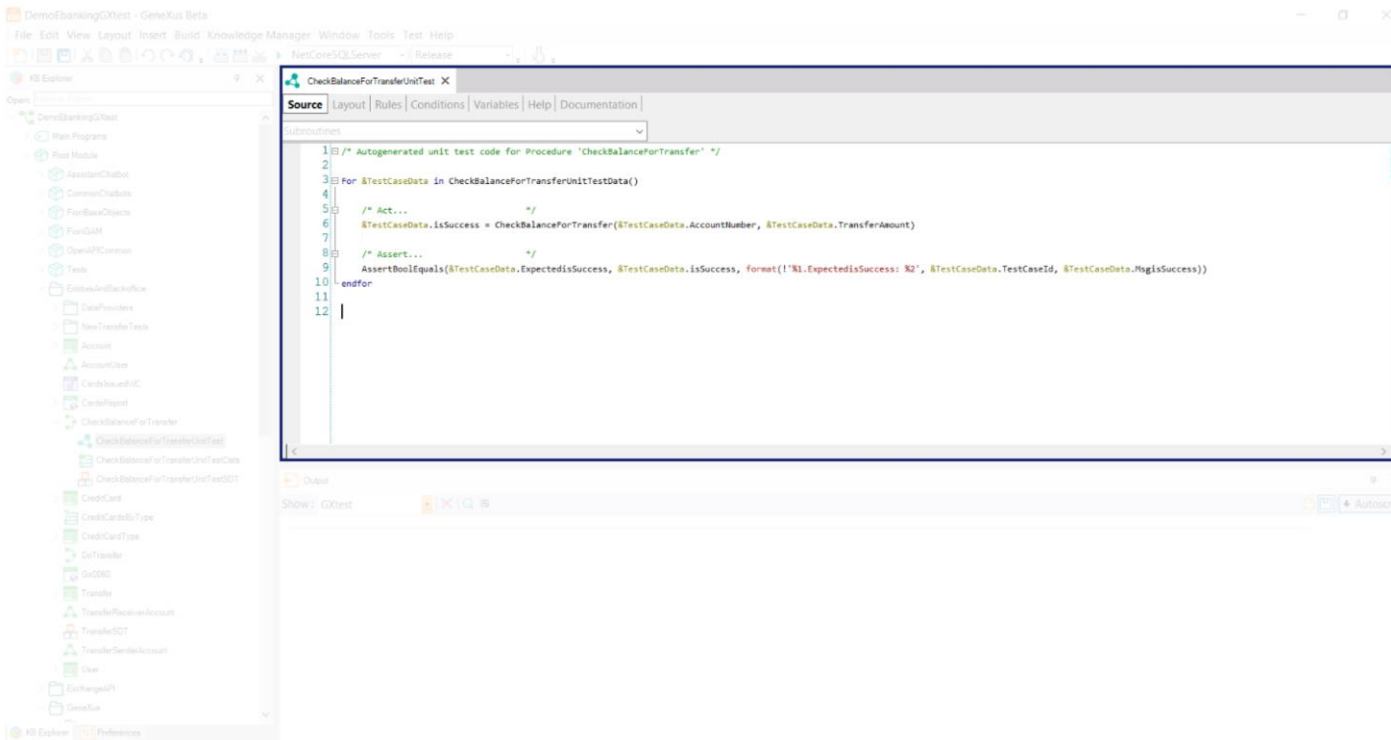 DemoEbankingGXtest - GeneXus Beta
File Edit View Layout Insert Build Knowledge Manager Window Tools Test Help
NetCoreSQLServer Release
KB Explorer
CheckBalanceForTransferUnitTest X
Open:
Source Layout Rules Conditions Variables Help Documentation
DemoEbankingGXtest
Subroutines
Main Programs
1 /* Autogenerated unit test code for Procedure 'CheckBalanceForTransfer' */
Root Module
2
3 For &TestCaseData in CheckBalanceForTransferUnitTestData()
AssistantChatbot
4
CommonChatbots
5 /* Act... */
FioriBaseObjects
6 &TestCaseData.isSuccess = CheckBalanceForTransfer(&TestCaseData.AccountNumber, &TestCaseData.TransferAmount)
FioriGAM
7
OpenAPICommon
8 /* Assert... */
Tests
9 AssertBoolEquals(&TestCaseData.ExpectedisSuccess, &TestCaseData.isSuccess, format(!'%1.ExpectedisSuccess: %2', &TestCaseData.TestCaseId, &TestCaseData.MsgisSuccess))
EntitiesAndBackoffice
10 endfor
11
DataProviders
12
NewTransferTests
Account
AccountUser
CardsIssuedUC
CardsReport
CheckBalanceForTransfer
CheckBalanceForTransferUnitTest
CheckBalanceForTransferUnitTestData
CheckBalanceForTransferUnitTestSDT
Output
CreditCard
Show: GXtest
Autoscr
CreditCardsByType
CreditCardType
DoTransfer
Gx0060
Transfer
TransferReceiverAccount
TransferSDT
TransferSenderAccount
User
ExchangeAPI
GeneXus
KB Explorer Preferences